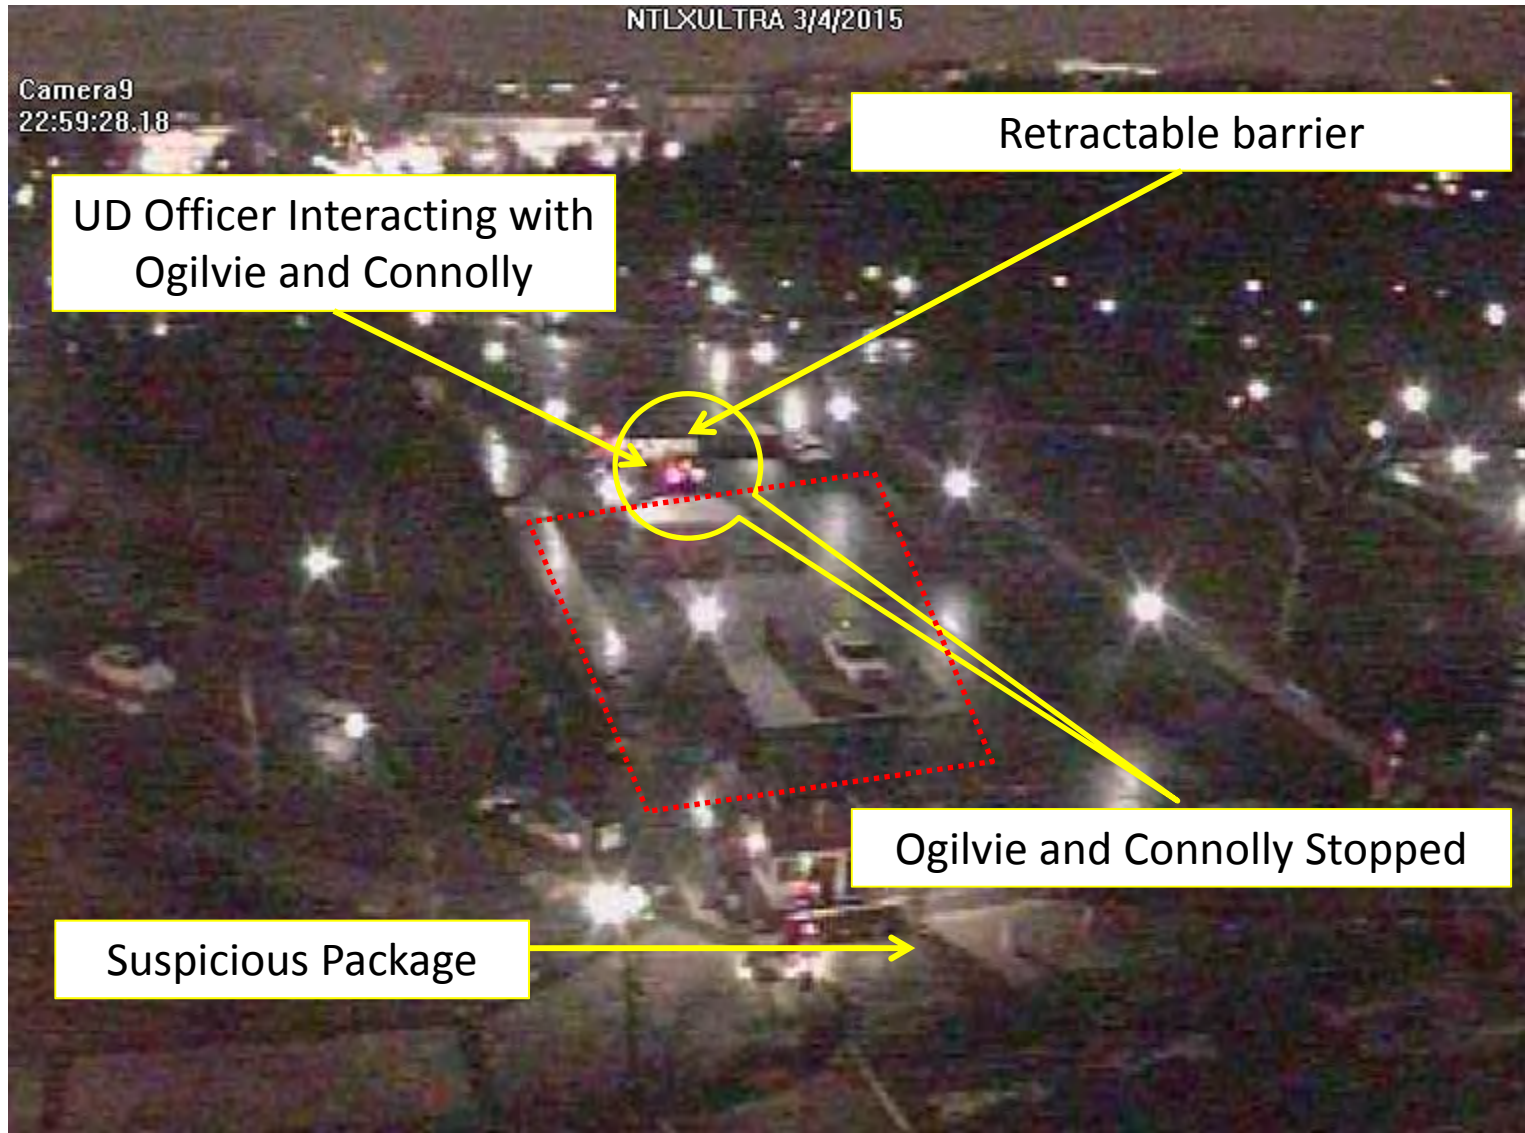 NTLXULTRA 3/4/2015
Camera9
22:59:28.18
Retractable barrier
UD Officer Interacting with
Ogilvie and Connolly
Ogilvie and Connolly Stopped
Suspicious Package